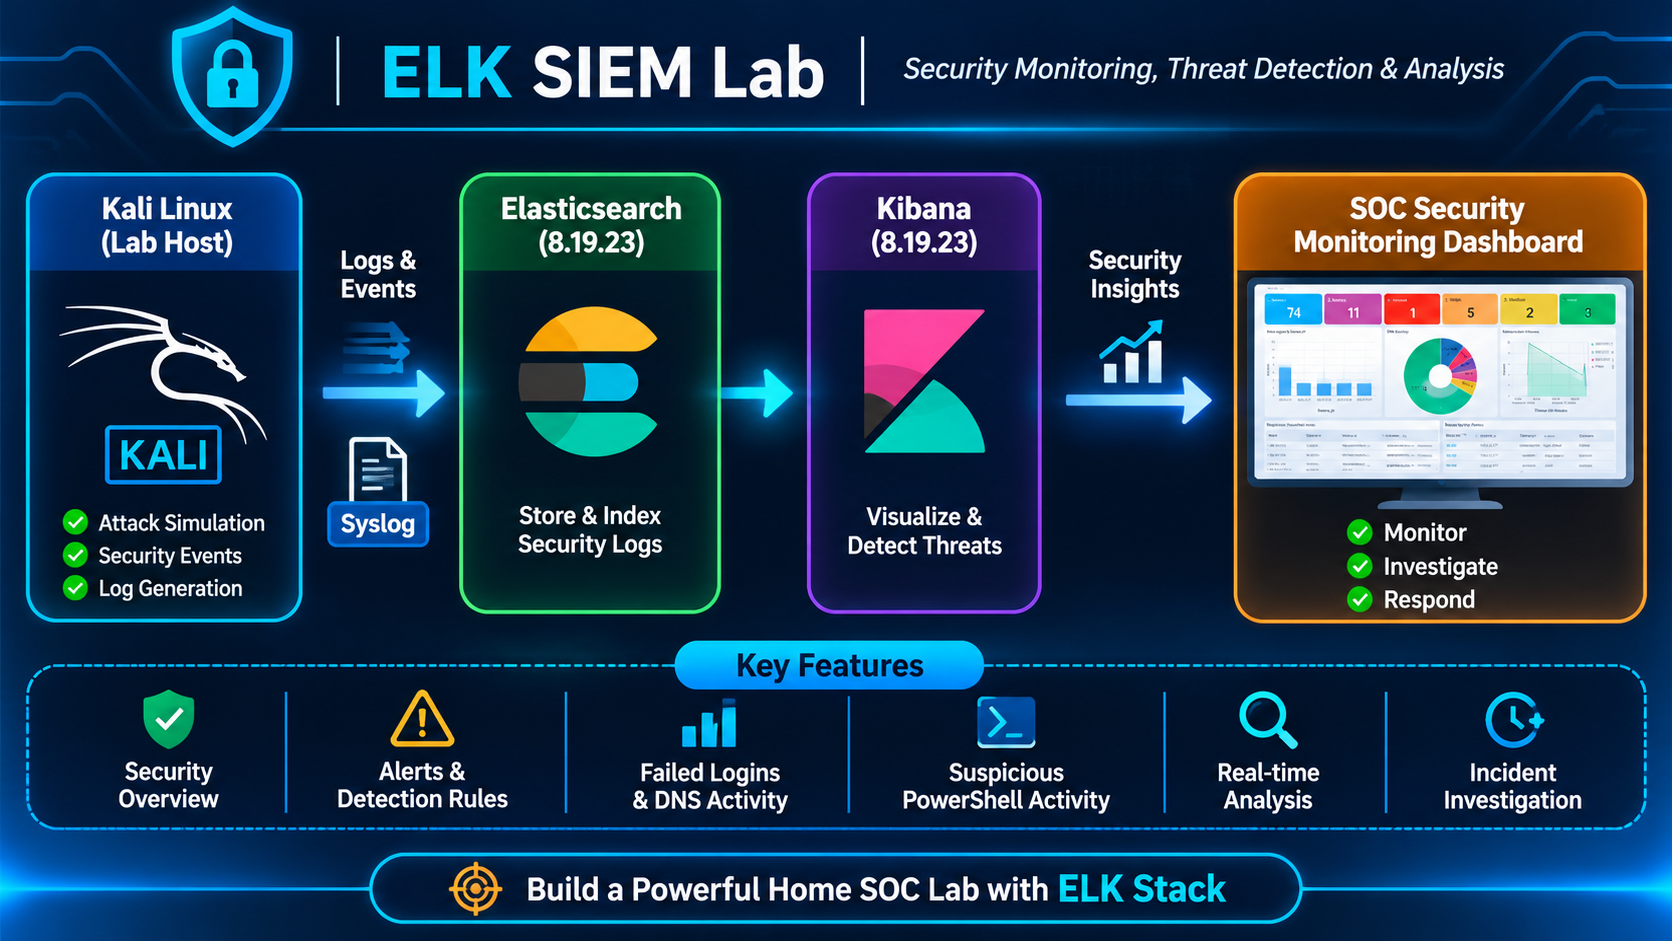 ELK SIEM Lab
Security Monitoring, Threat Detection & Analysis
Kali Linux
(Lab Host)
KALI
Attack Simulation
Security Events
Log Generation
Logs &
Events
Syslog
Elasticsearch
(8.19.23)
Store & Index
Security Logs
Kibana
(8.19.23)
Visualize &
Detect Threats
Security
Insights
SOC Security
Monitoring Dashboard
74
11
1
5
2
3
Monitor
Investigate
Respond
Key Features
Security
Overview
Alerts &
Detection Rules
Failed Logins
& DNS Activity
Suspicious
PowerShell Activity
Real-time
Analysis
Incident
Investigation
Build a Powerful Home SOC Lab with ELK Stack